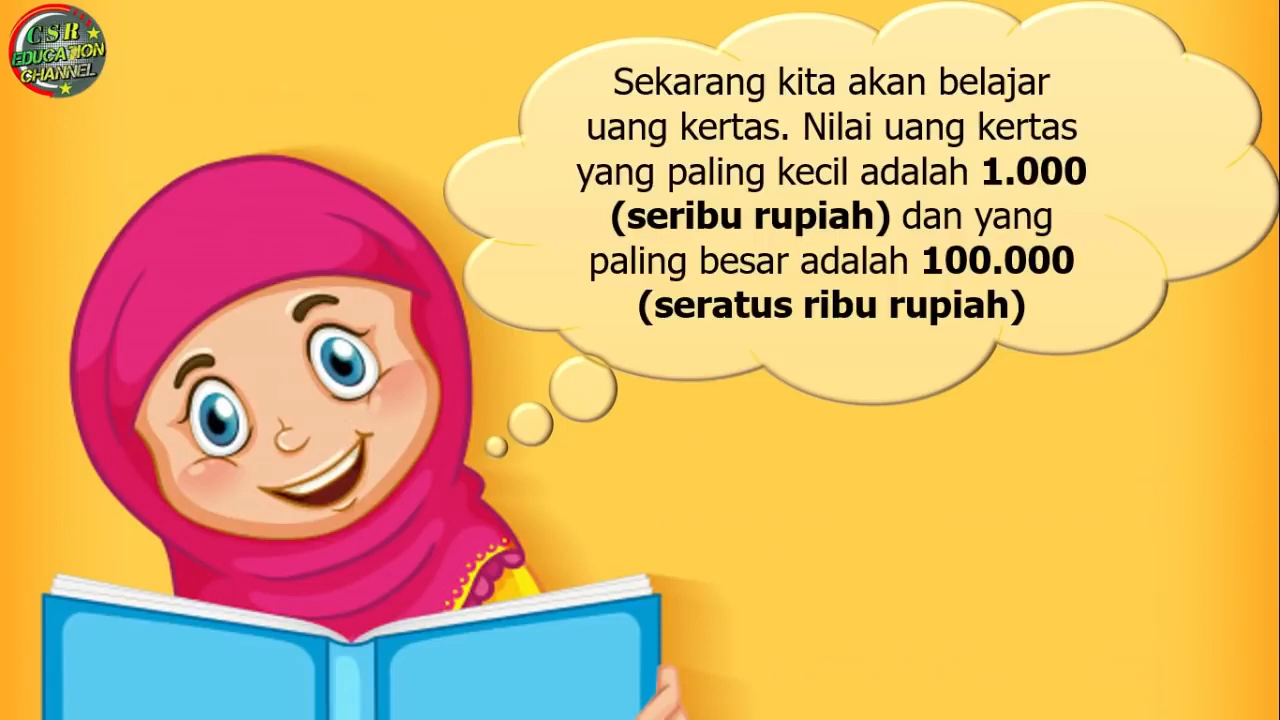 CSR
EDUCATION
CHANNEL
Sekarang kita akan belajar
uang kertas. Nilai uang kertas
yang paling kecil adalah 1.000
(seribu rupiah) dan yang
paling besar adalah 100.000
(seratus ribu rupiah)